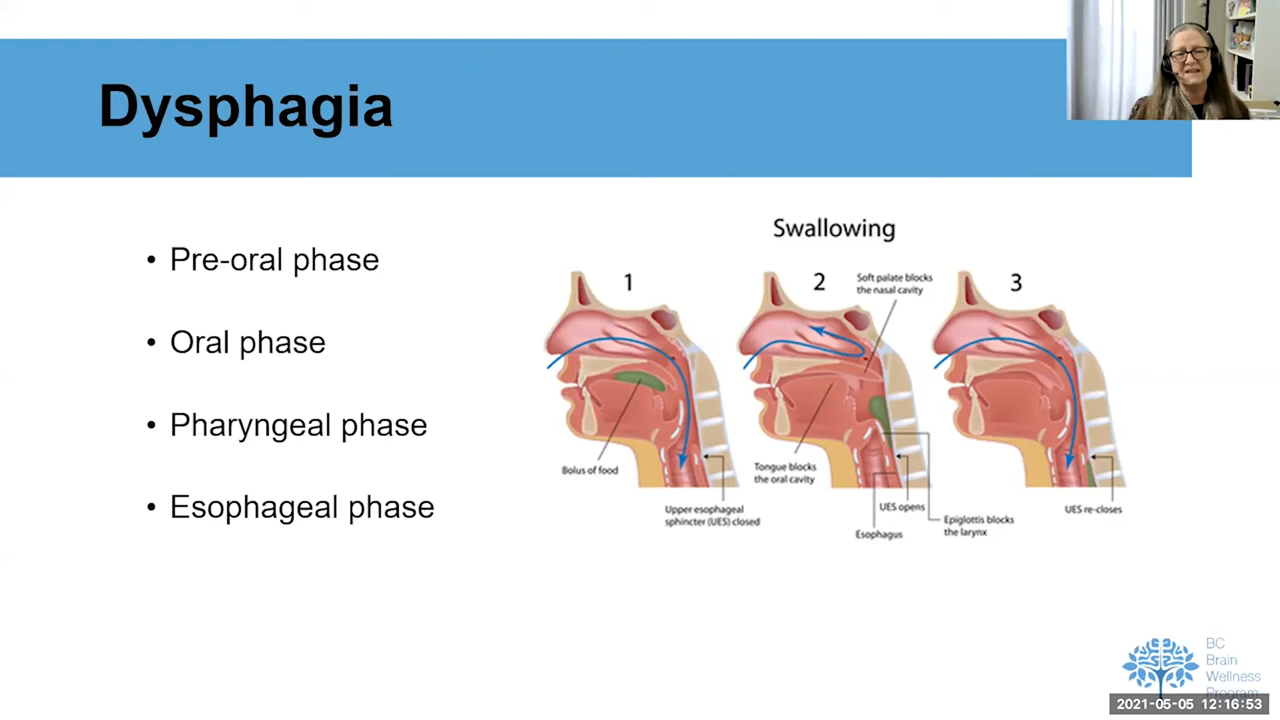 Dysphagia
• Pre-oral phase
• Oral phase
• Pharyngeal phase
• Esophageal phase
Swallowing
1
2
3
Soft palate blocks
the nasal cavity
Bolus of food
Tongue blocks
the oral cavity
Upper esophageal
sphincter (UES) closed
UES opens
Esophagus
Epiglottis blocks
the larynx
UES re-closes
BC
Brain
Wellness
Program
2021-05-05 12:16:53